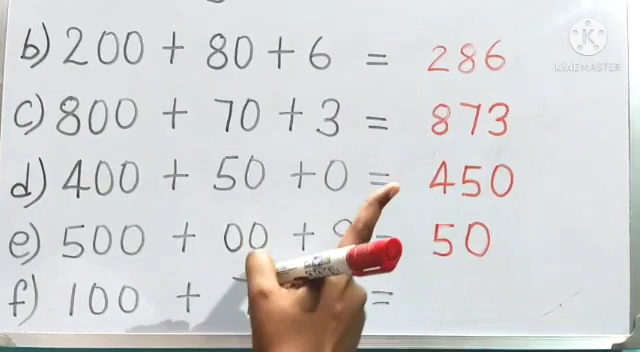 b) 200 + 80 + 6 = 286
KINEMASTER
c) 800 + 70 + 3 = 873
d) 400 + 50 + 0 = 450
e) 500 + 00 + = 50
f) 100 + =